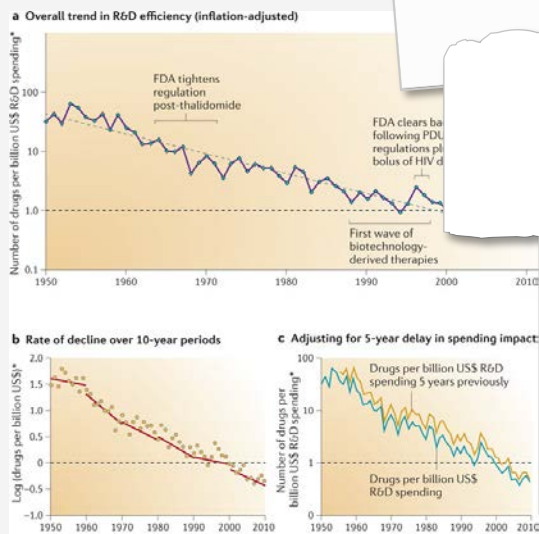 a Overall trend in R&D efficiency (inflation-adjusted)
Number of drugs per billion US$ R&D spending*
100
10
1.0
0.1
FDA tightens
regulation
post-thalidomide
FDA clears
following
regulations
bolus of HIV
First wave of
biotechnology-
derived therapies
1950
1960
1970
1980
1990
2000
2010
b Rate of decline over 10-year periods
Log (drugs per billion US$)*
2.0
1.5
1.0
0.5
0
–0.5
–1.0
1950
1960
1970
1980
1990
2000
2010
c Adjusting for 5-year delay in spending impact
Number of drugs per
billion US$ R&D spending*
100
10
1
0
Drugs per billion US$ R&D
spending 5 years previously
Drugs per billion US$
R&D spending
1950
1960
1970
1980
1990
2000
2010